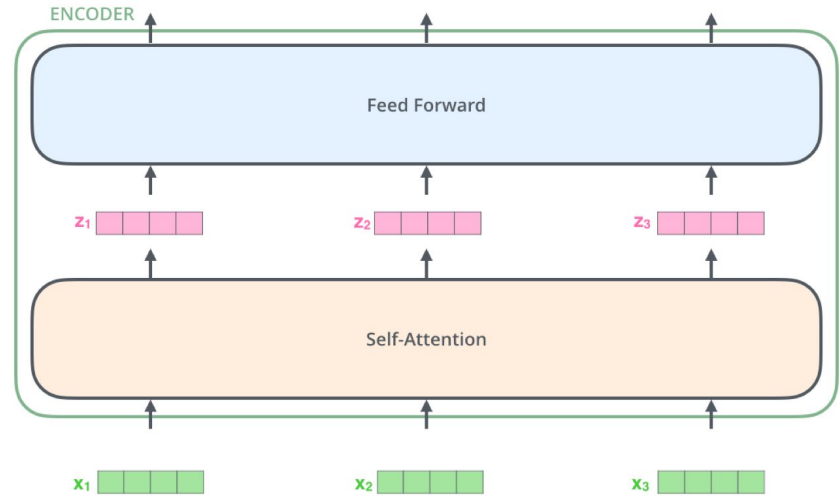 ENCODER
Feed Forward
z₁ z₂ z₃
Self-Attention
x₁ x₂ x₃